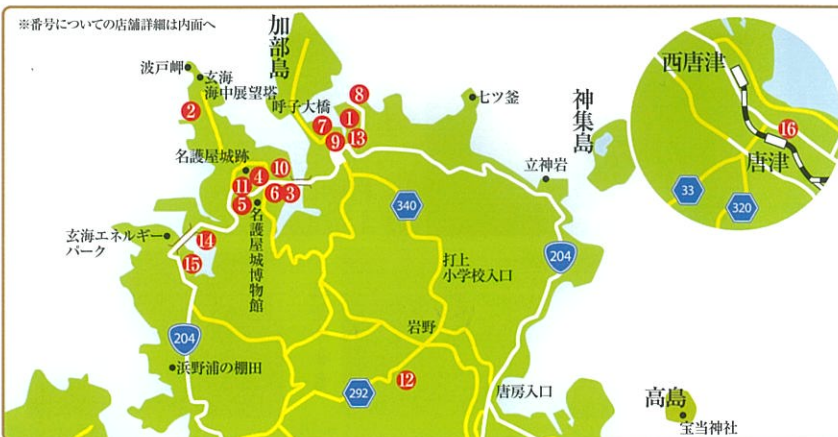 ※番号についての店舗詳細は内面へ
加部島
波戸岬
玄海
海中展望塔
呼子大橋
8
七ツ釜
神集島
西唐津
2
7
1
9
13
16
唐津
名護屋城跡
10
立神岩
11
4
5
6
3
33
320
340
名護屋城博物館
玄海エネルギー
パーク
14
15
打上
小学校入口
204
204
岩野
浜野浦の棚田
292
12
唐房入口
高島
宝当神社